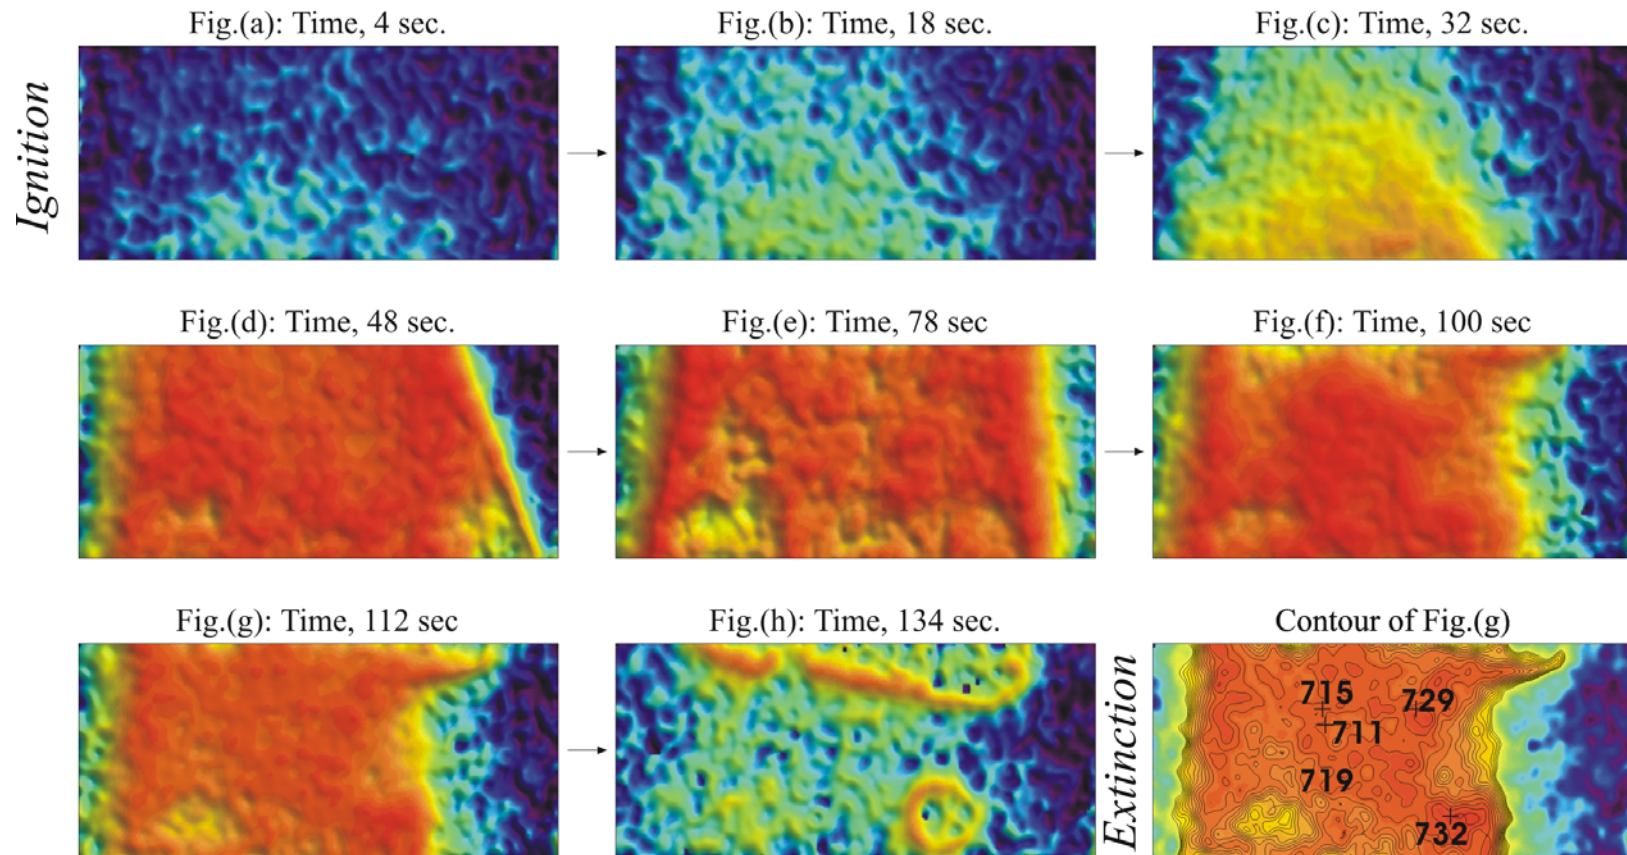 Fig.(a): Time, 4 sec.
Fig.(b): Time, 18 sec.
Fig.(c): Time, 32 sec.
Ignition
Fig.(d): Time, 48 sec.
Fig.(e): Time, 78 sec
Fig.(f): Time, 100 sec
Fig.(g): Time, 112 sec
Fig.(h): Time, 134 sec.
Contour of Fig.(g)
Extinction
715
729
711
719
732